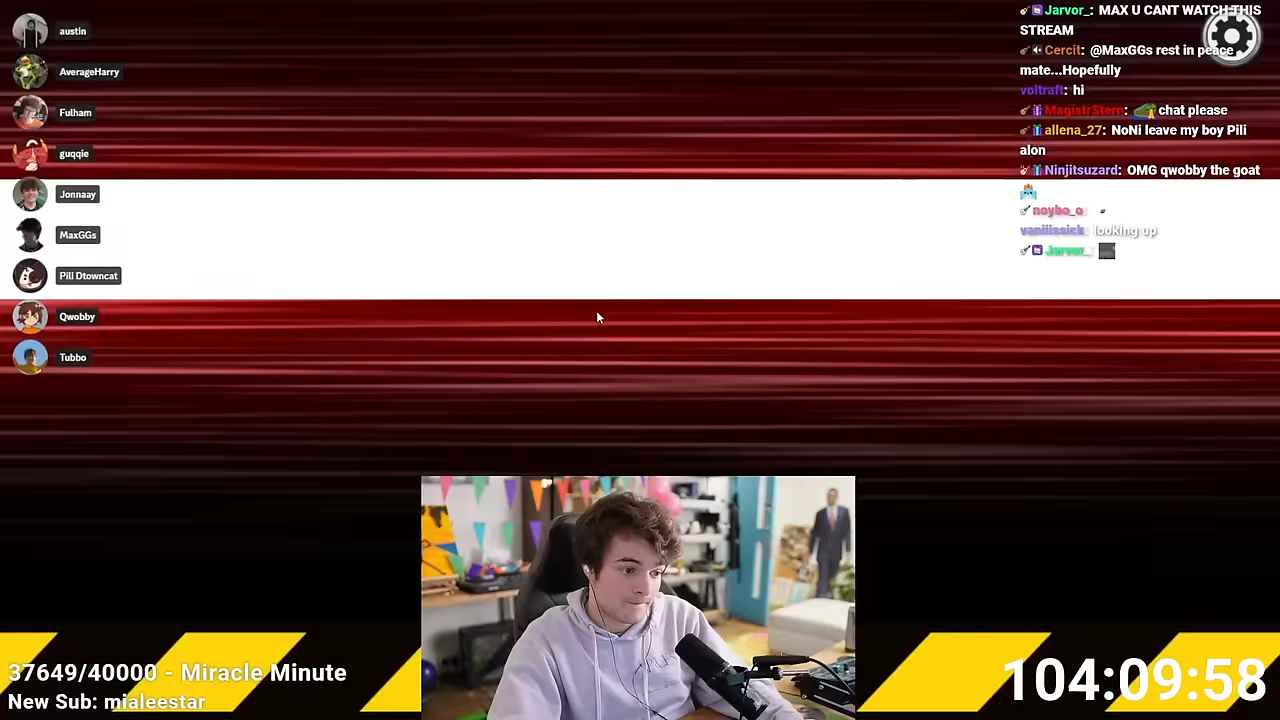 austin
AverageHarry
Fulham
guqqie
Jonnaay
MaxGGs
Pili Dtowncat
Qwobby
Tubbo
Jarvor_: MAX U CANT WATCH THIS
STREAM
Cercit: @MaxGGs rest in peace
mate...Hopefully
voltraft: hi
MagistrStern: chat please
allena_27: NoNi leave my boy Pili
alon
Ninjitsuzard: OMG qwobby the goat
noybo_o:
vaniiissick: looking up
Jarvor_:
37649/40000 - Miracle Minute
New Sub: mialeestar
104:09:58